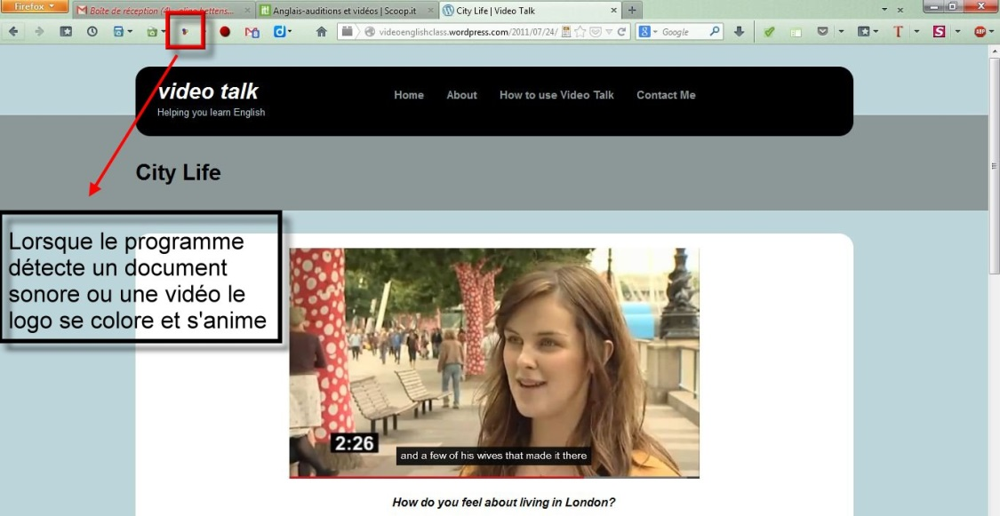 Firefox
Boîte de réception (4)
Anglais-auditions et vidéos | Scoop.it
City Life | Video Talk
videoenglishclass.wordpress.com/2011/07/24/
Google
video talk
Helping you learn English
Home About How to use Video Talk Contact Me
City Life
Lorsque le programme
détecte un document
sonore ou une vidéo le
logo se colore et s'anime
2:26
and a few of his wives that made it there
How do you feel about living in London?